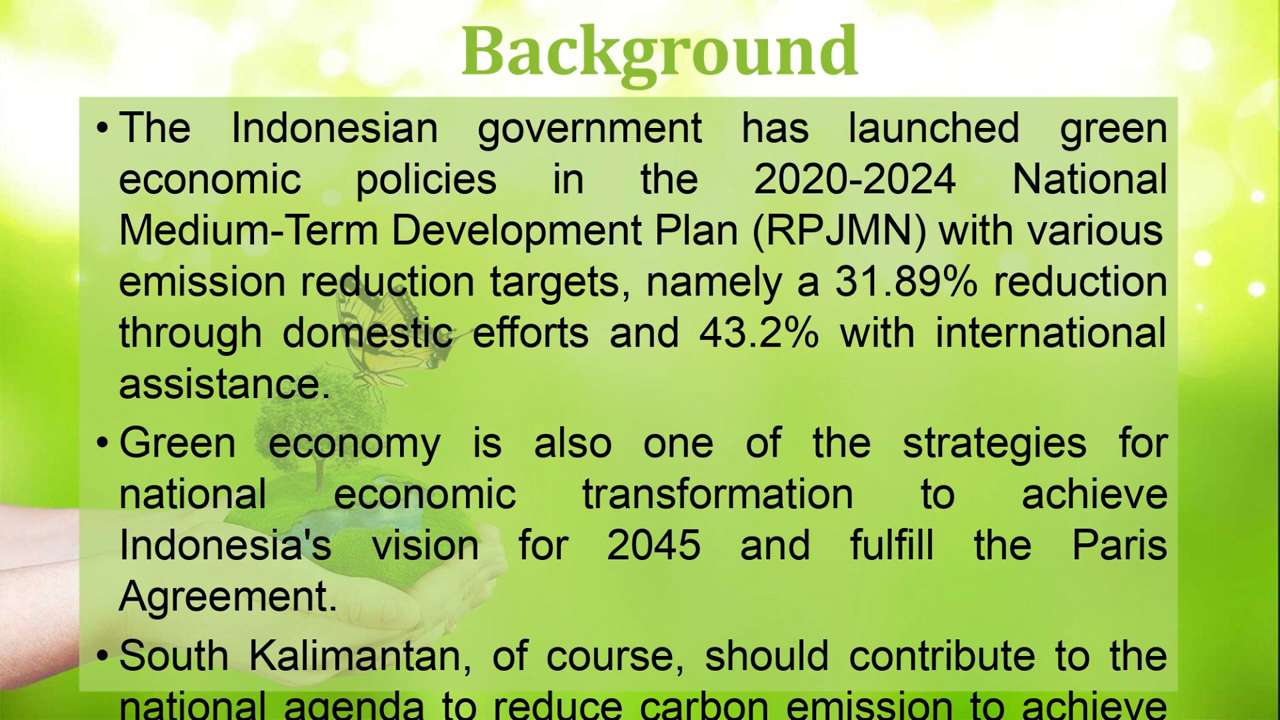 Background
• The Indonesian government has launched green
economic policies in the 2020-2024 National
Medium-Term Development Plan (RPJMN) with various
emission reduction targets, namely a 31.89% reduction
through domestic efforts and 43.2% with international
assistance.
• Green economy is also one of the strategies for
national economic transformation to achieve
Indonesia's vision for 2045 and fulfill the Paris
Agreement.
• South Kalimantan, of course, should contribute to the
national agenda to reduce carbon emission to achieve